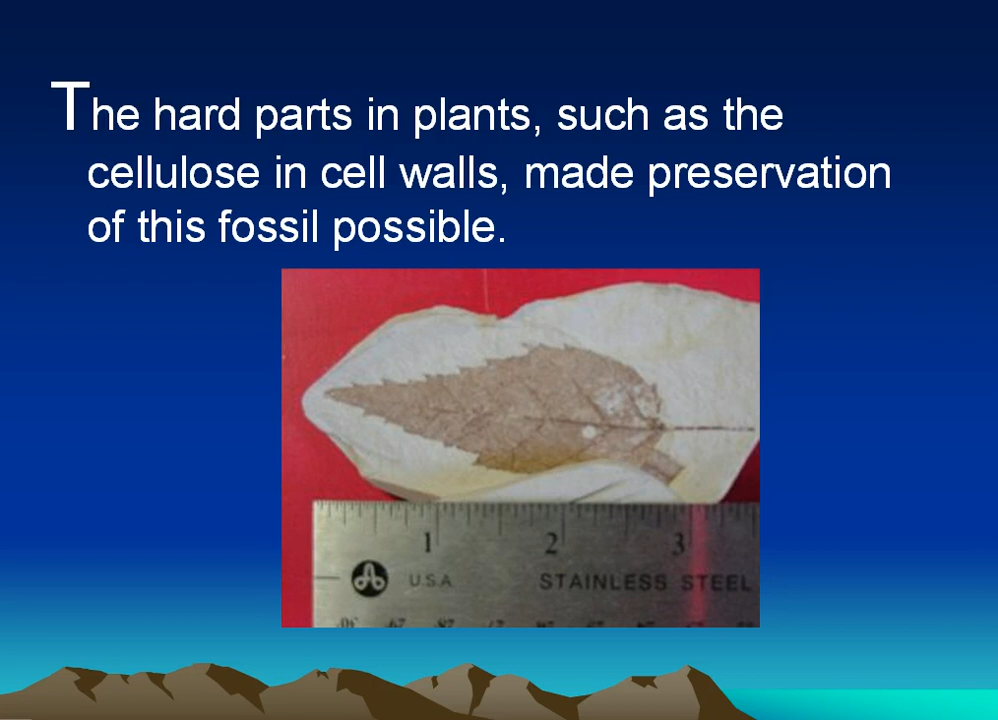 The hard parts in plants, such as the
cellulose in cell walls, made preservation
of this fossil possible.
1 2 3
U.S.A STAINLESS STEEL